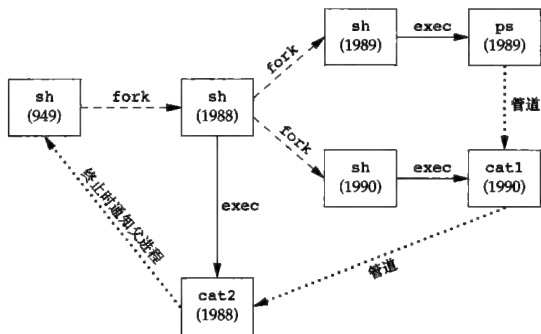 sh
(1989)
exec
ps
(1989)
fork
sh
(949)
fork
sh
(1988)
管道
fork
sh
(1990)
exec
cat1
(1990)
终止时通知父进程
exec
管道
cat2
(1988)